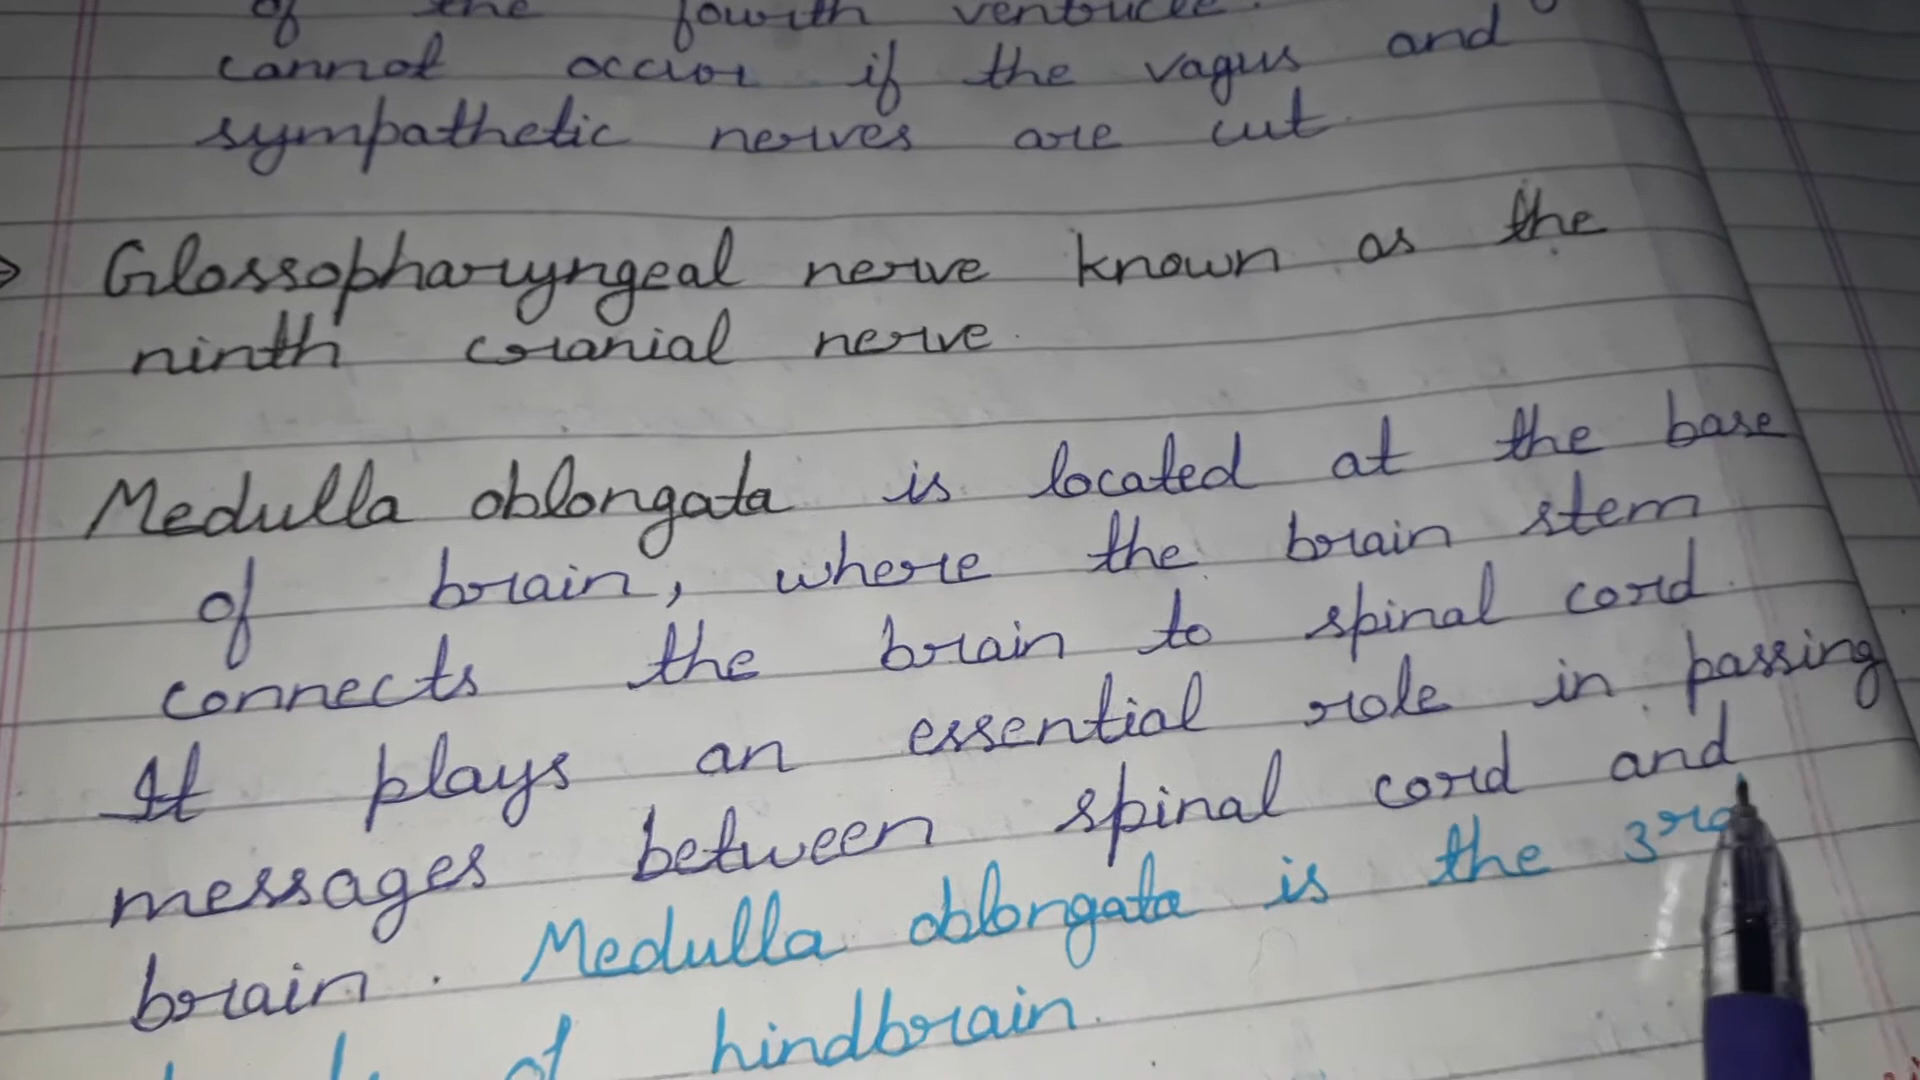 of the fourth ventricle.
cannot occur if the vagus and
sympathetic nerves are cut.
Glossopharyngeal nerve known as the
ninth cranial nerve.
Medulla oblongata is located at the base
of brain, where the brain stem
connects the brain to spinal cord.
It plays an essential role in passing
messages between spinal cord and
brain. Medulla oblongata is the 3rd
of hindbrain.